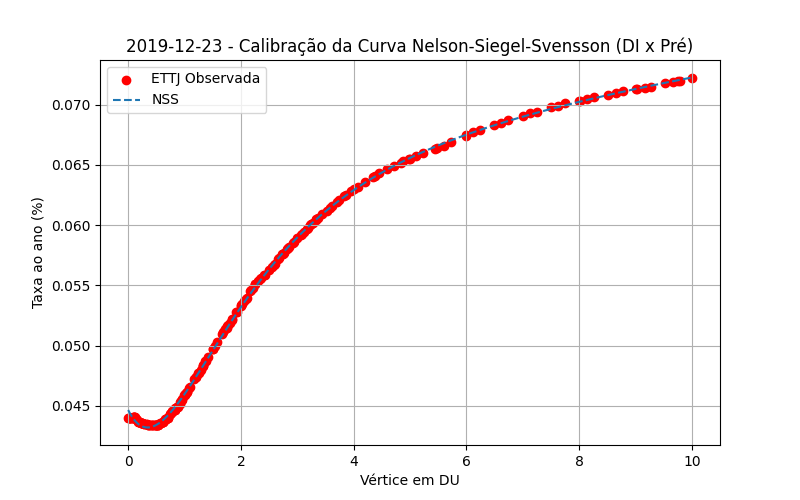 2019-12-23 - Calibração da Curva Nelson-Siegel-Svensson (DI x Pré)
ETTJ Observada
NSS
Taxa ao ano (%)
0.070
0.065
0.060
0.055
0.050
0.045
0 2 4 6 8 10
Vértice em DU